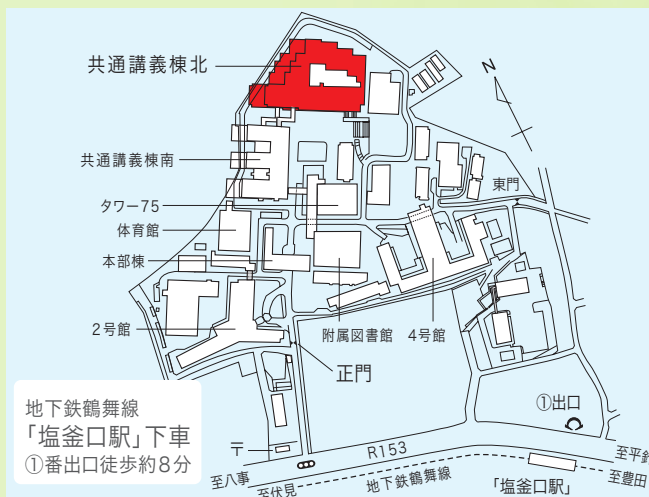 共通講義棟北
N
共通講義棟南
東門
タワー75
体育館
本部棟
2号館
附属図書館
4号館
正門
①出口
地下鉄鶴舞線
「塩釜口駅」下車
①番出口徒歩約8分
〒
R153
至八事
至伏見
地下鉄鶴舞線
「塩釜口駅」
至豊田